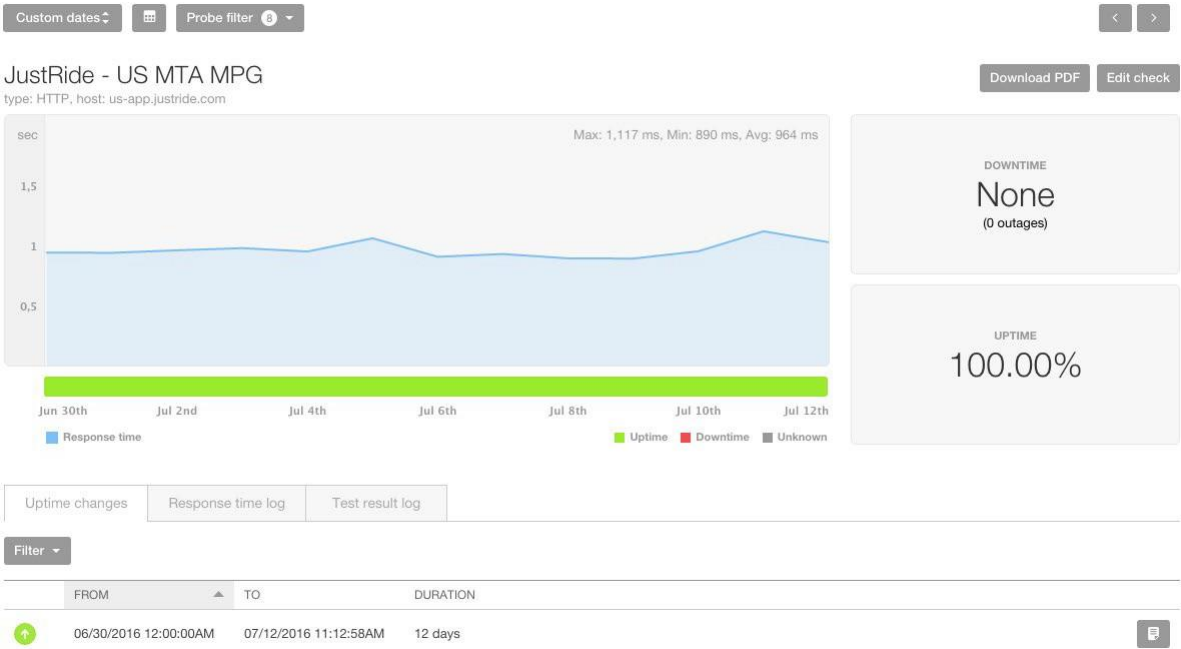 Custom dates
Probe filter 8
JustRide - US MTA MPG
Download PDF
Edit check
type: HTTP, host: us-app.justride.com
sec
Max: 1,117 ms, Min: 890 ms, Avg: 964 ms
1,5
1
0,5
DOWNTIME
None
(0 outages)
UPTIME
100.00%
Jun 30th Jul 2nd Jul 4th Jul 6th Jul 8th Jul 10th Jul 12th
Response time
Uptime Downtime Unknown
Uptime changes Response time log Test result log
Filter
FROM TO DURATION
06/30/2016 12:00:00AM 07/12/2016 11:12:58AM 12 days